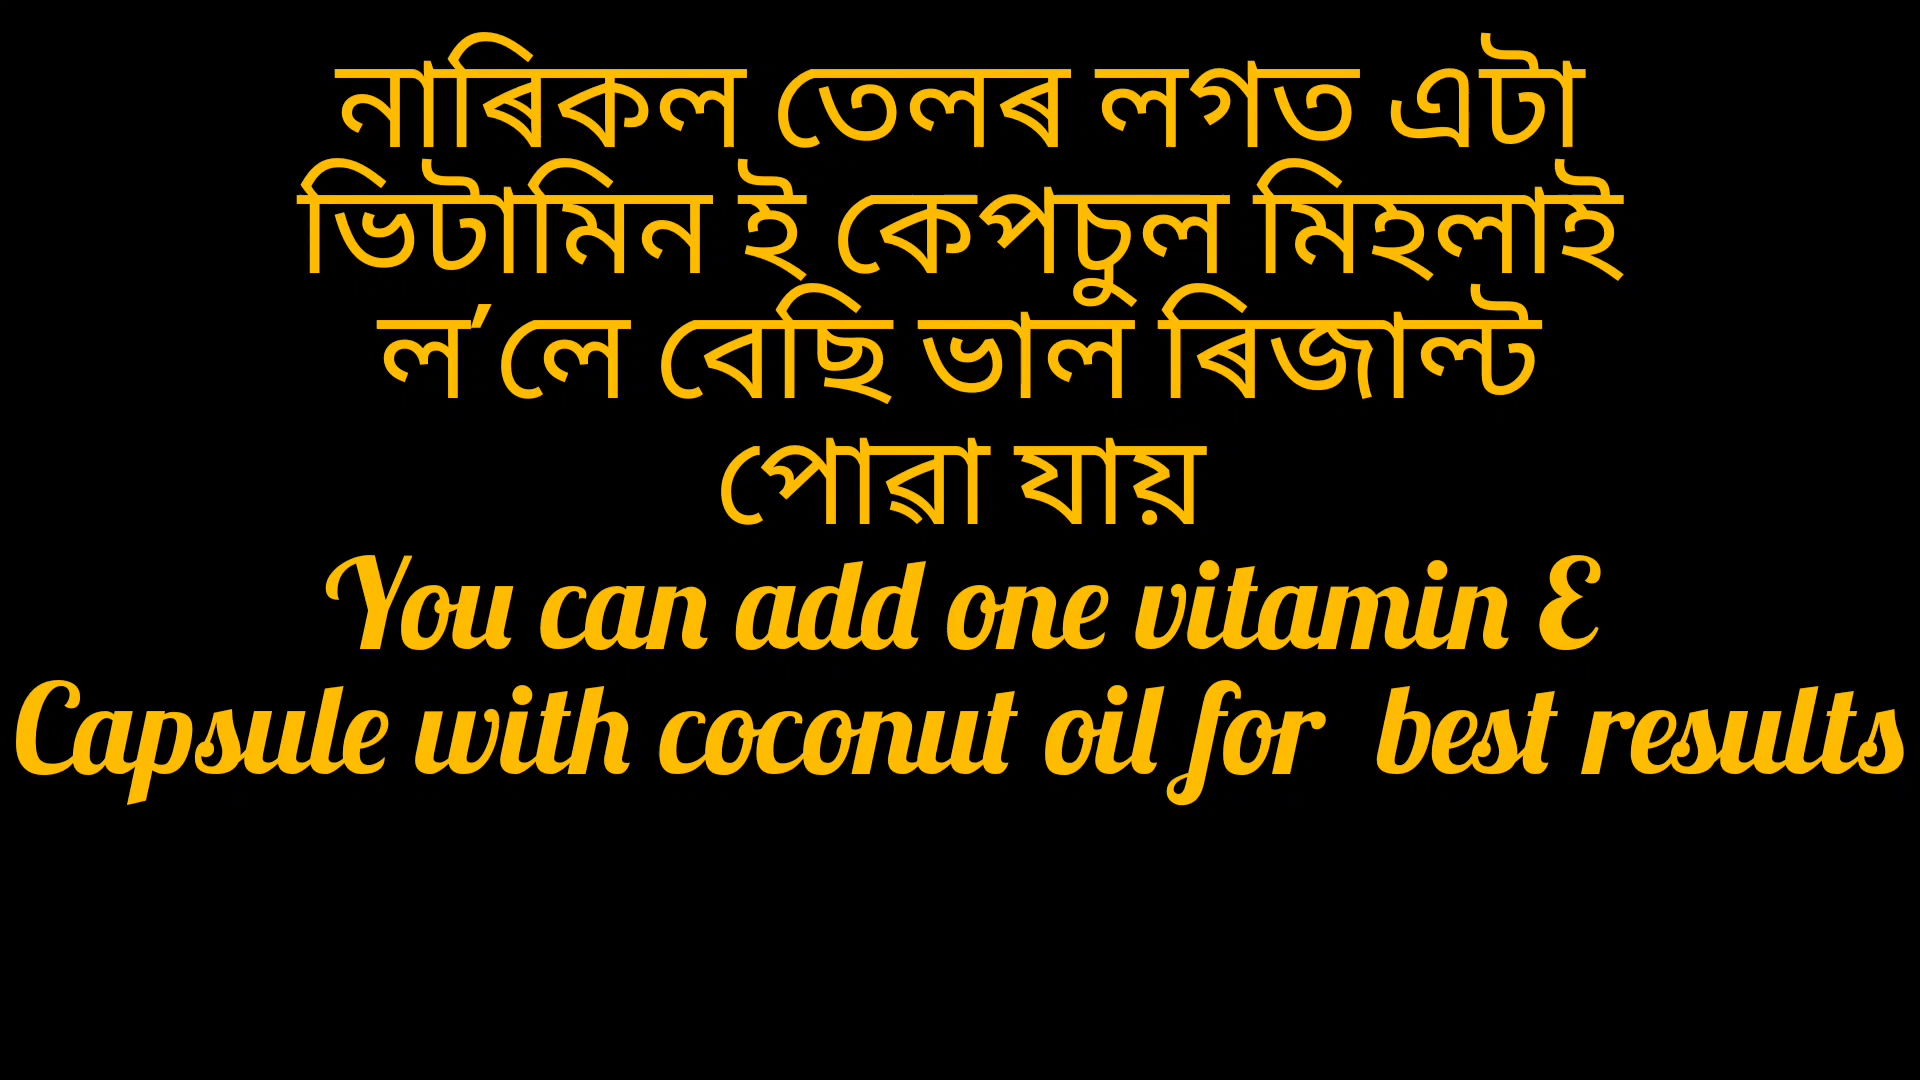 নাৰিকল তেলৰ লগত এটা
ভিটামিন ই কেপচুল মিহলাই
ল'লে বেছি ভাল ৰিজাল্ট
পোৱা যায়
You can add one vitamin E
Capsule with coconut oil for best results